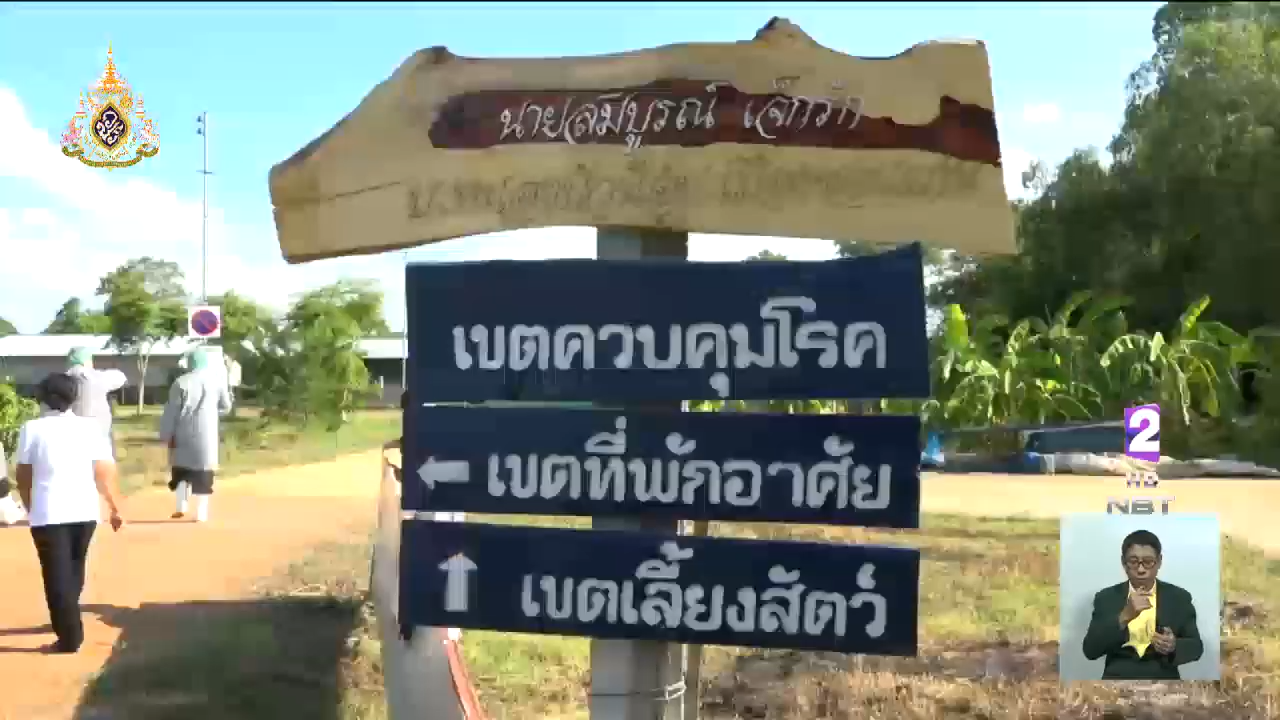 นายสมบูรณ์ เจ๊กรัก
เขตควบคุมโรค
เขตที่พักอาศัย
เขตเลี้ยงสัตว์
2
HD
NBT